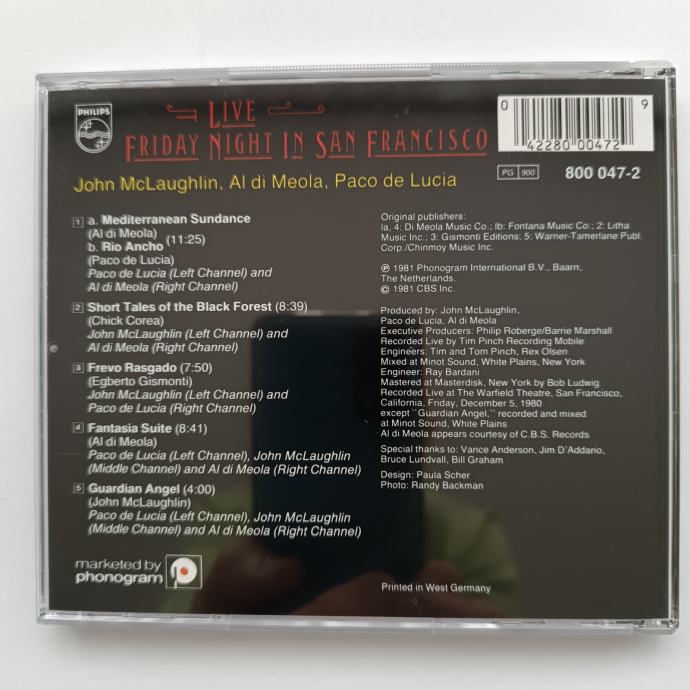 PHILIPS
LIVE
FRIDAY NIGHT IN SAN FRANCISCO
John McLaughlin, Al di Meola, Paco de Lucia
0
9
42280 00472
PG 900
800 047-2
1 a. Mediterranean Sundance
(Al di Meola)
(11:25)
b. Rio Ancho
(Paco de Lucia)
Paco de Lucia (Left Channel) and
Al di Meola (Right Channel)
2 Short Tales of the Black Forest (8:39)
(Chick Corea)
John McLaughlin (Left Channel) and
Al di Meola (Right Channel)
3 Frevo Rasgado (7:50)
(Egberto Gismonti)
John McLaughlin (Left Channel) and
Paco de Lucia (Right Channel)
4 Fantasia Suite (8:41)
(Al di Meola)
Paco de Lucia (Left Channel), John McLaughlin
(Middle Channel) and Al di Meola (Right Channel)
5 Guardian Angel (4:00)
(John McLaughlin)
Paco de Lucia (Left Channel), John McLaughlin
(Middle Channel) and Al di Meola (Right Channel)
marketed by
phonogram
Original publishers:
Ia, 4: Di Meola Music Co.; Ib: Fontana Music Co.; 2: Litha
Music Inc.; 3: Gismonti Editions; 5: Warner-Tamerlane Publ.
Corp./Chinmoy Music Inc.
℗ 1981 Phonogram International B.V., Baarn,
The Netherlands.
© 1981 CBS Inc.
Produced by: John McLaughlin,
Paco de Lucia, Al di Meola
Executive Producers: Philip Roberge/Barrie Marshall
Recorded Live by Tim Pinch Recording Mobile
Engineers: Tim and Tom Pinch, Rex Olsen
Mixed at Minot Sound, White Plains, New York
Engineer: Ray Bardani
Mastered at Masterdisk, New York by Bob Ludwig
Recorded Live at The Warfield Theatre, San Francisco,
California, Friday, December 5, 1980
except "Guardian Angel," recorded and mixed
at Minot Sound, White Plains
Al di Meola appears courtesy of C.B.S. Records
Special thanks to: Vance Anderson, Jim D'Addario,
Bruce Lundvall, Bill Graham
Design: Paula Scher
Photo: Randy Backman
Printed in West Germany